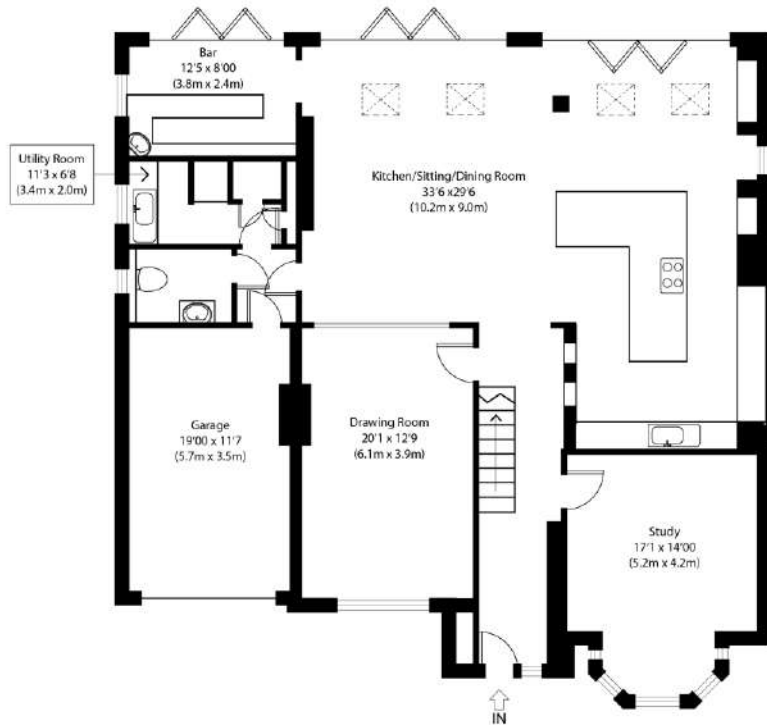 Bar
12'5 x 8'00
(3.8m x 2.4m)
Utility Room
11'3 x 6'8
(3.4m x 2.0m)
Kitchen/Sitting/Dining Room
33'6 x29'6
(10.2m x 9.0m)
Garage
19'00 x 11'7
(5.7m x 3.5m)
Drawing Room
20'1 x 12'9
(6.1m x 3.9m)
Study
17'1 x 14'00
(5.2m x 4.2m)
IN